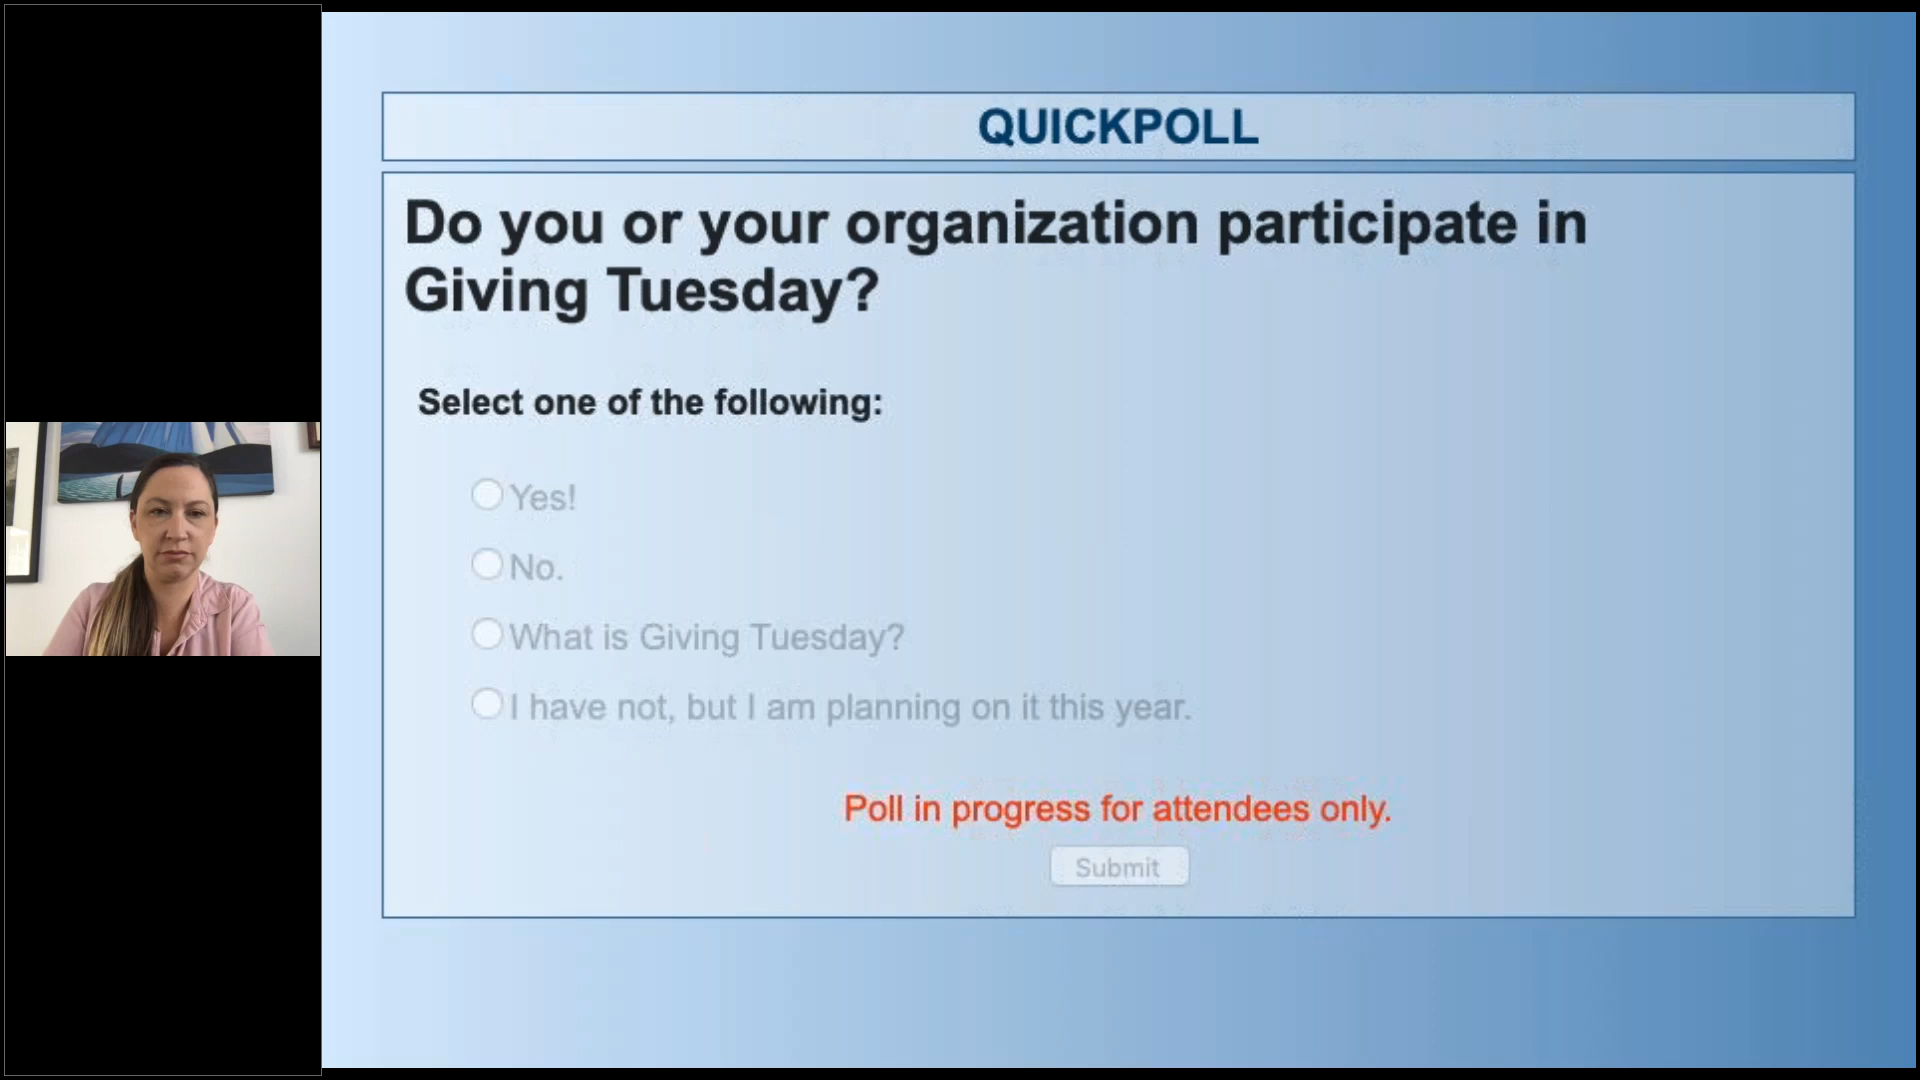 QUICKPOLL
Do you or your organization participate in
Giving Tuesday?
Select one of the following:
Yes!
No.
What is Giving Tuesday?
I have not, but I am planning on it this year.
Poll in progress for attendees only.
Submit